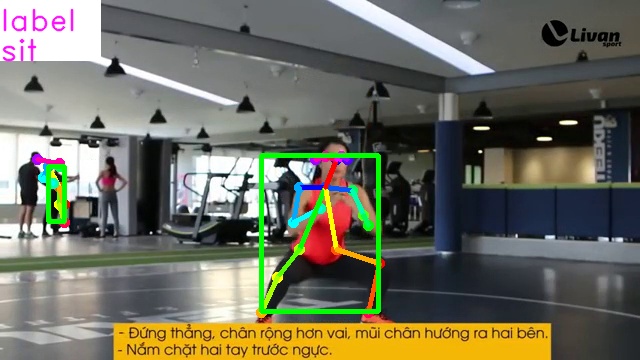 label
sit
Livan
sport
- Đứng thẳng, chân rộng hơn vai, mũi chân hướng ra hai bên.
- Nắm chặt hai tay trước ngực.